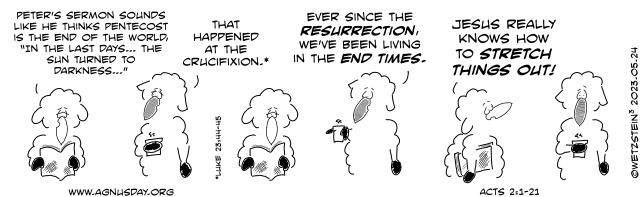 PETER'S SERMON SOUNDS
LIKE HE THINKS PENTECOST
IS THE END OF THE WORLD,
"IN THE LAST DAYS... THE
SUN TURNED TO
DARKNESS..."
THAT
HAPPENED
AT THE
CRUCIFIXION.*
*LUKE 23:44-45
EVER SINCE THE
RESURRECTION,
WE'VE BEEN LIVING
IN THE END TIMES.
JESUS REALLY
KNOWS HOW
TO STRETCH
THINGS OUT!
©WETZSTEIN³ 2023.05.24
WWW.AGNUSDAY.ORG
ACTS 2:1-21